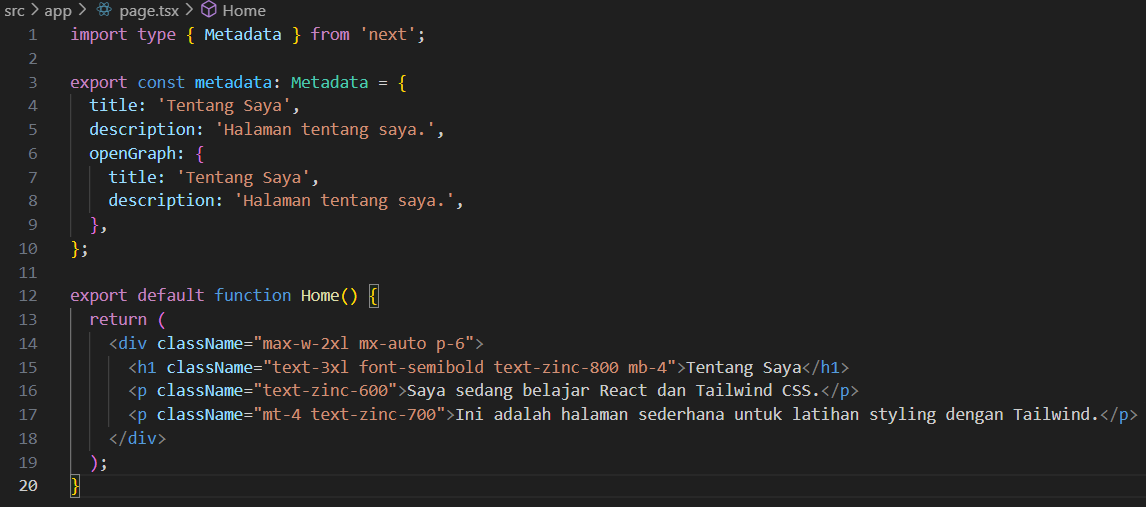 src > app > page.tsx > Home
1 import type { Metadata } from 'next';
2
3 export const metadata: Metadata = {
4   title: 'Tentang Saya',
5   description: 'Halaman tentang saya.',
6   openGraph: {
7     title: 'Tentang Saya',
8     description: 'Halaman tentang saya.',
9   },
10 };
11
12 export default function Home() {
13   return (
14     <div className="max-w-2xl mx-auto p-6">
15       <h1 className="text-3xl font-semibold text-zinc-800 mb-4">Tentang Saya</h1>
16       <p className="text-zinc-600">Saya sedang belajar React dan Tailwind CSS.</p>
17       <p className="mt-4 text-zinc-700">Ini adalah halaman sederhana untuk latihan styling dengan Tailwind.</p>
18     </div>
19   );
20 }